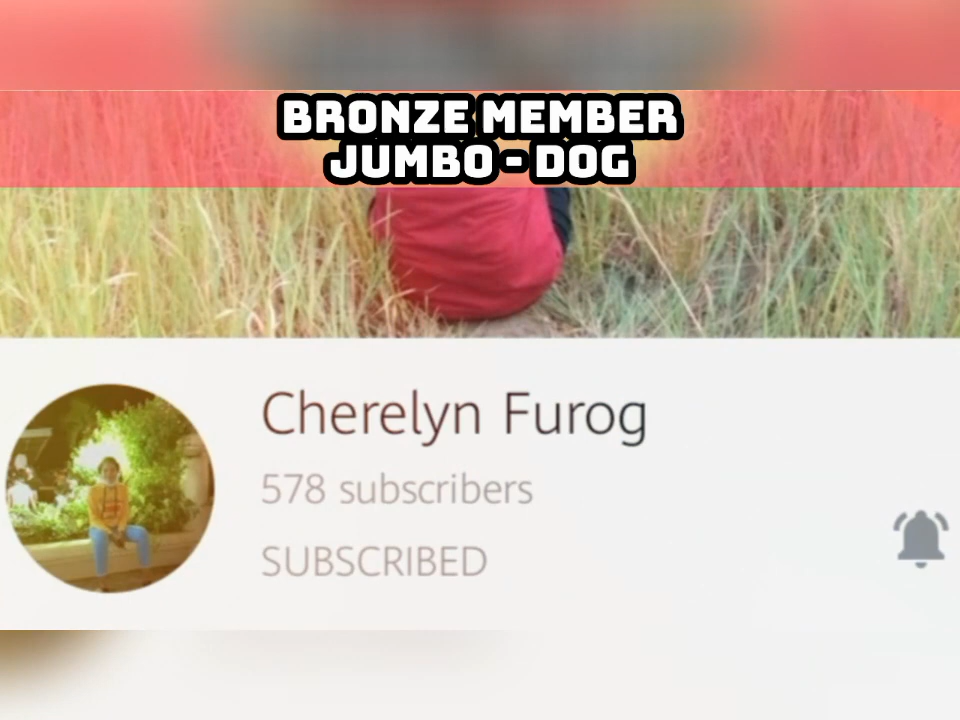 BRONZE MEMBER
JUMBO - DOG
Cherelyn Furog
578 subscribers
SUBSCRIBED